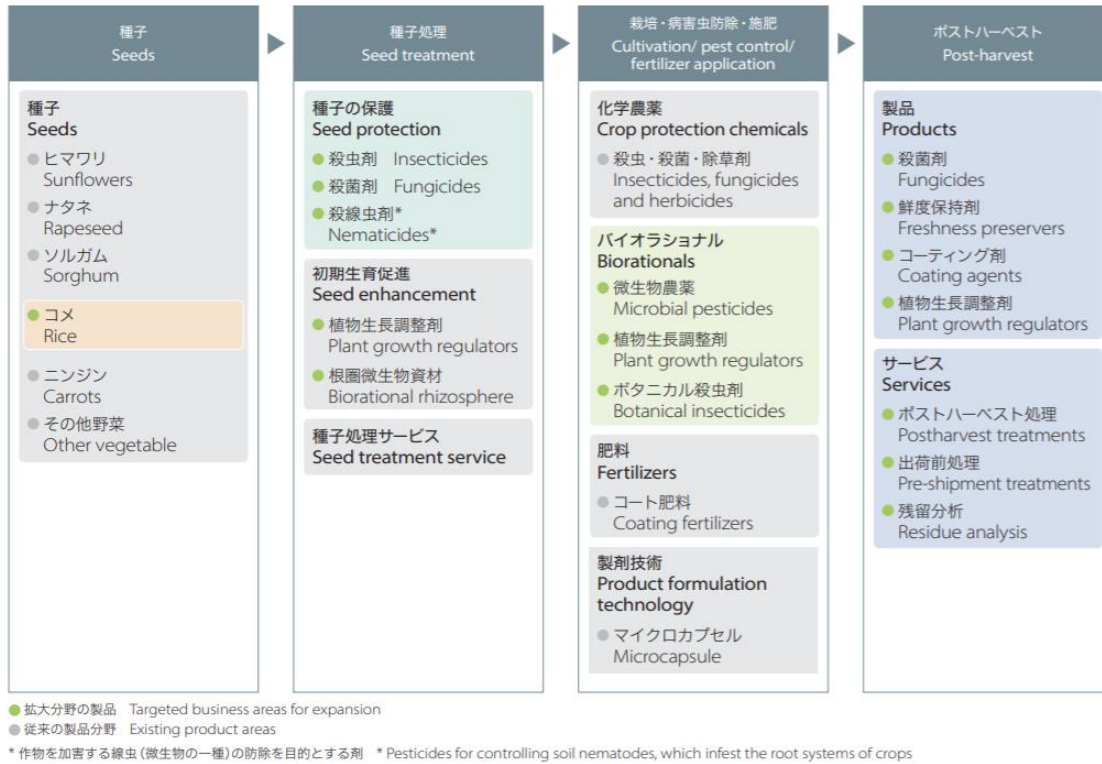 種子
Seeds
種子処理
Seed treatment
栽培・病害虫防除・施肥
Cultivation/ pest control/
fertilizer application
ポストハーベスト
Post-harvest
種子
Seeds
ヒマワリ
Sunflowers
ナタネ
Rapeseed
ソルガム
Sorghum
コメ
Rice
ニンジン
Carrots
その他野菜
Other vegetable
種子の保護
Seed protection
殺虫剤 Insecticides
殺菌剤 Fungicides
殺線虫剤*
Nematicides*
初期生育促進
Seed enhancement
植物生長調整剤
Plant growth regulators
根圏微生物資材
Biorational rhizosphere
種子処理サービス
Seed treatment service
化学農薬
Crop protection chemicals
殺虫・殺菌・除草剤
Insecticides, fungicides
and herbicides
バイオラショナル
Biorationals
微生物農薬
Microbial pesticides
植物生長調整剤
Plant growth regulators
ボタニカル殺虫剤
Botanical insecticides
肥料
Fertilizers
コート肥料
Coating fertilizers
製剤技術
Product formulation
technology
マイクロカプセル
Microcapsule
製品
Products
殺菌剤
Fungicides
鮮度保持剤
Freshness preservers
コーティング剤
Coating agents
植物生長調整剤
Plant growth regulators
サービス
Services
ポストハーベスト処理
Postharvest treatments
出荷前処理
Pre-shipment treatments
残留分析
Residue analysis
拡大分野の製品 Targeted business areas for expansion
従来の製品分野 Existing product areas
* 作物を加害する線虫(微生物の一種)の防除を目的とする剤 * Pesticides for controlling soil nematodes, which infest the root systems of crops